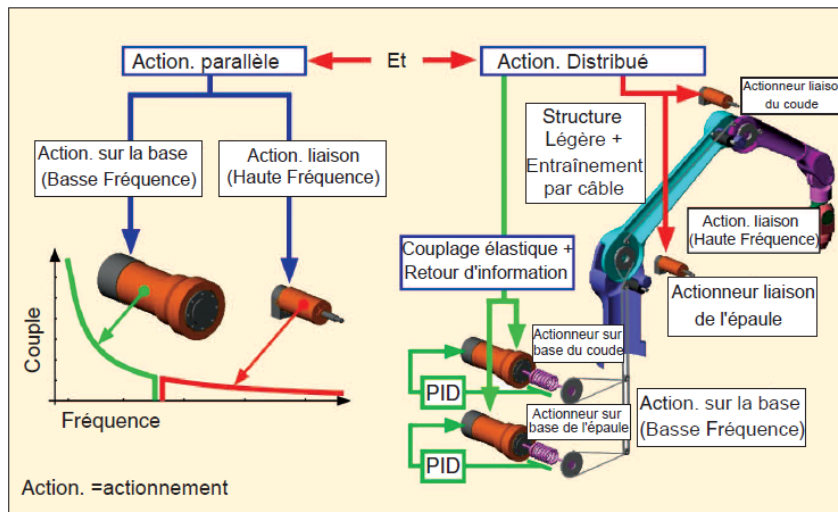 Action. parallèle
Et
Action. Distribué
Action. sur la base
(Basse Fréquence)
Action. liaison
(Haute Fréquence)
Structure
Légère +
Entraînement
par câble
Actionneur liaison
du coude
Couplage élastique +
Retour d'information
Action. liaison
(Haute Fréquence)
Actionneur liaison
de l'épaule
Couple
Fréquence
Actionneur sur
base du coude
PID
Actionneur sur
base de l'épaule
PID
Action. sur la base
(Basse Fréquence)
Action. =actionnement